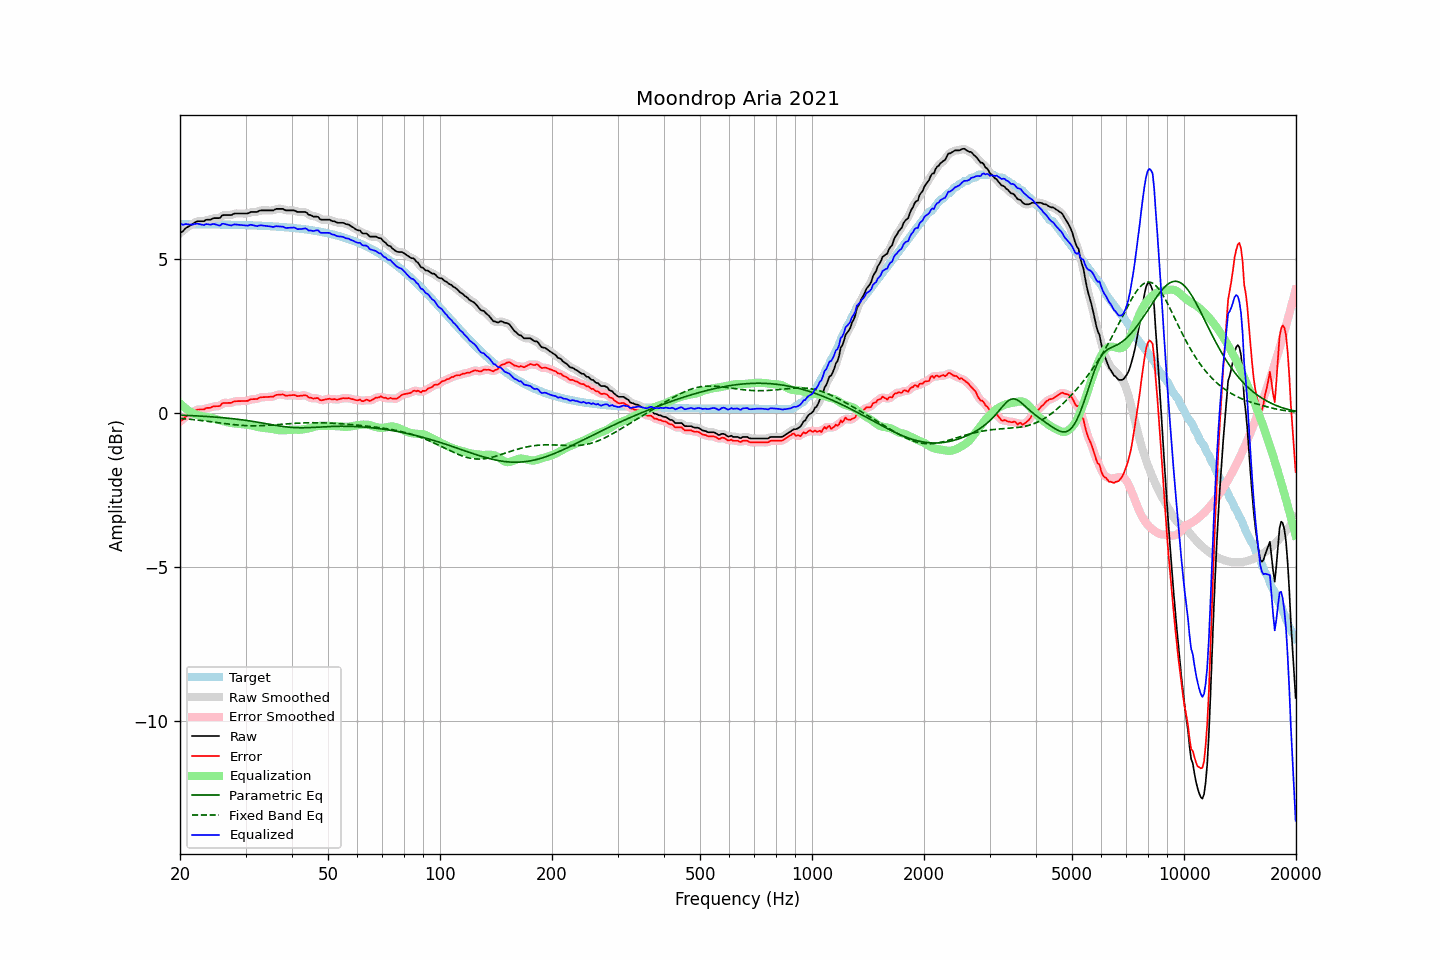 Moondrop Aria 2021
Amplitude (dBr)
5
0
−5
−10
Target
Raw Smoothed
Error Smoothed
Raw
Error
Equalization
Parametric Eq
Fixed Band Eq
Equalized
20 50 100 200 500 1000 2000 5000 10000 20000
Frequency (Hz)